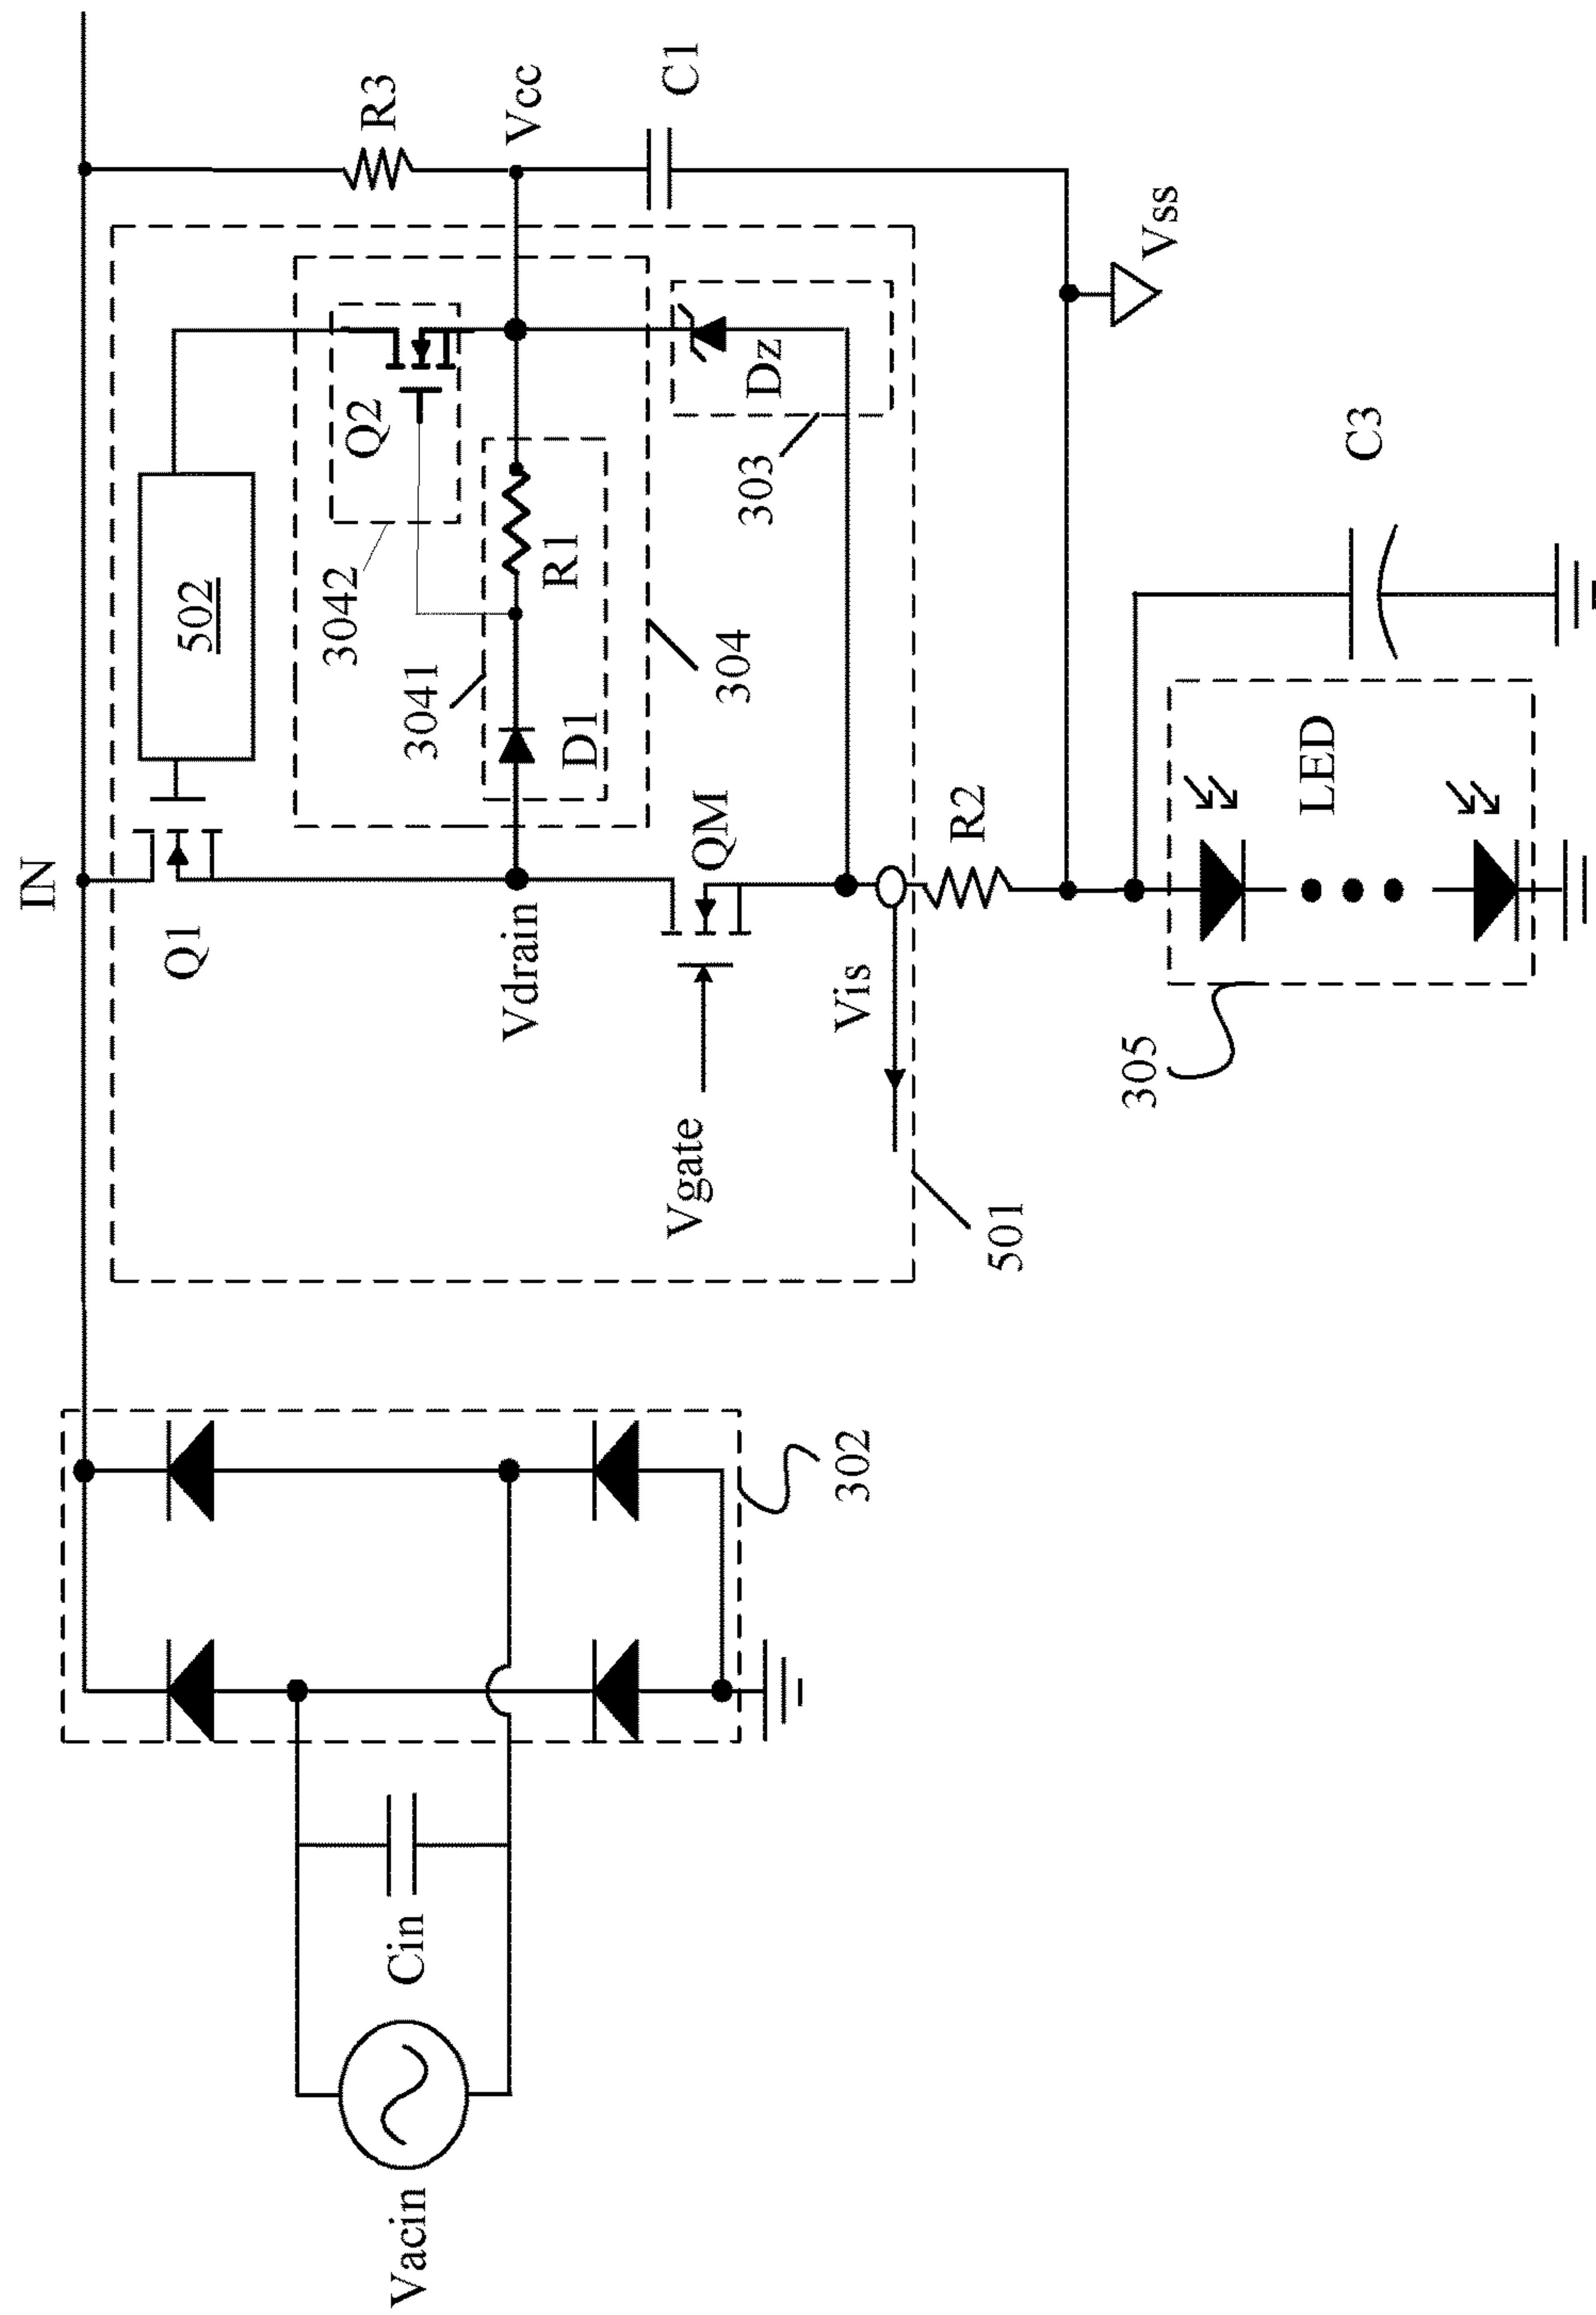 Vacin
Cin
302
IN
Q1
502
Q2
3042
3041
D1
R1
304
Vdrain
QM
Vgate
Vis
501
303
Dz
R3
Vcc
C1
Vss
R2
LED
305
C3